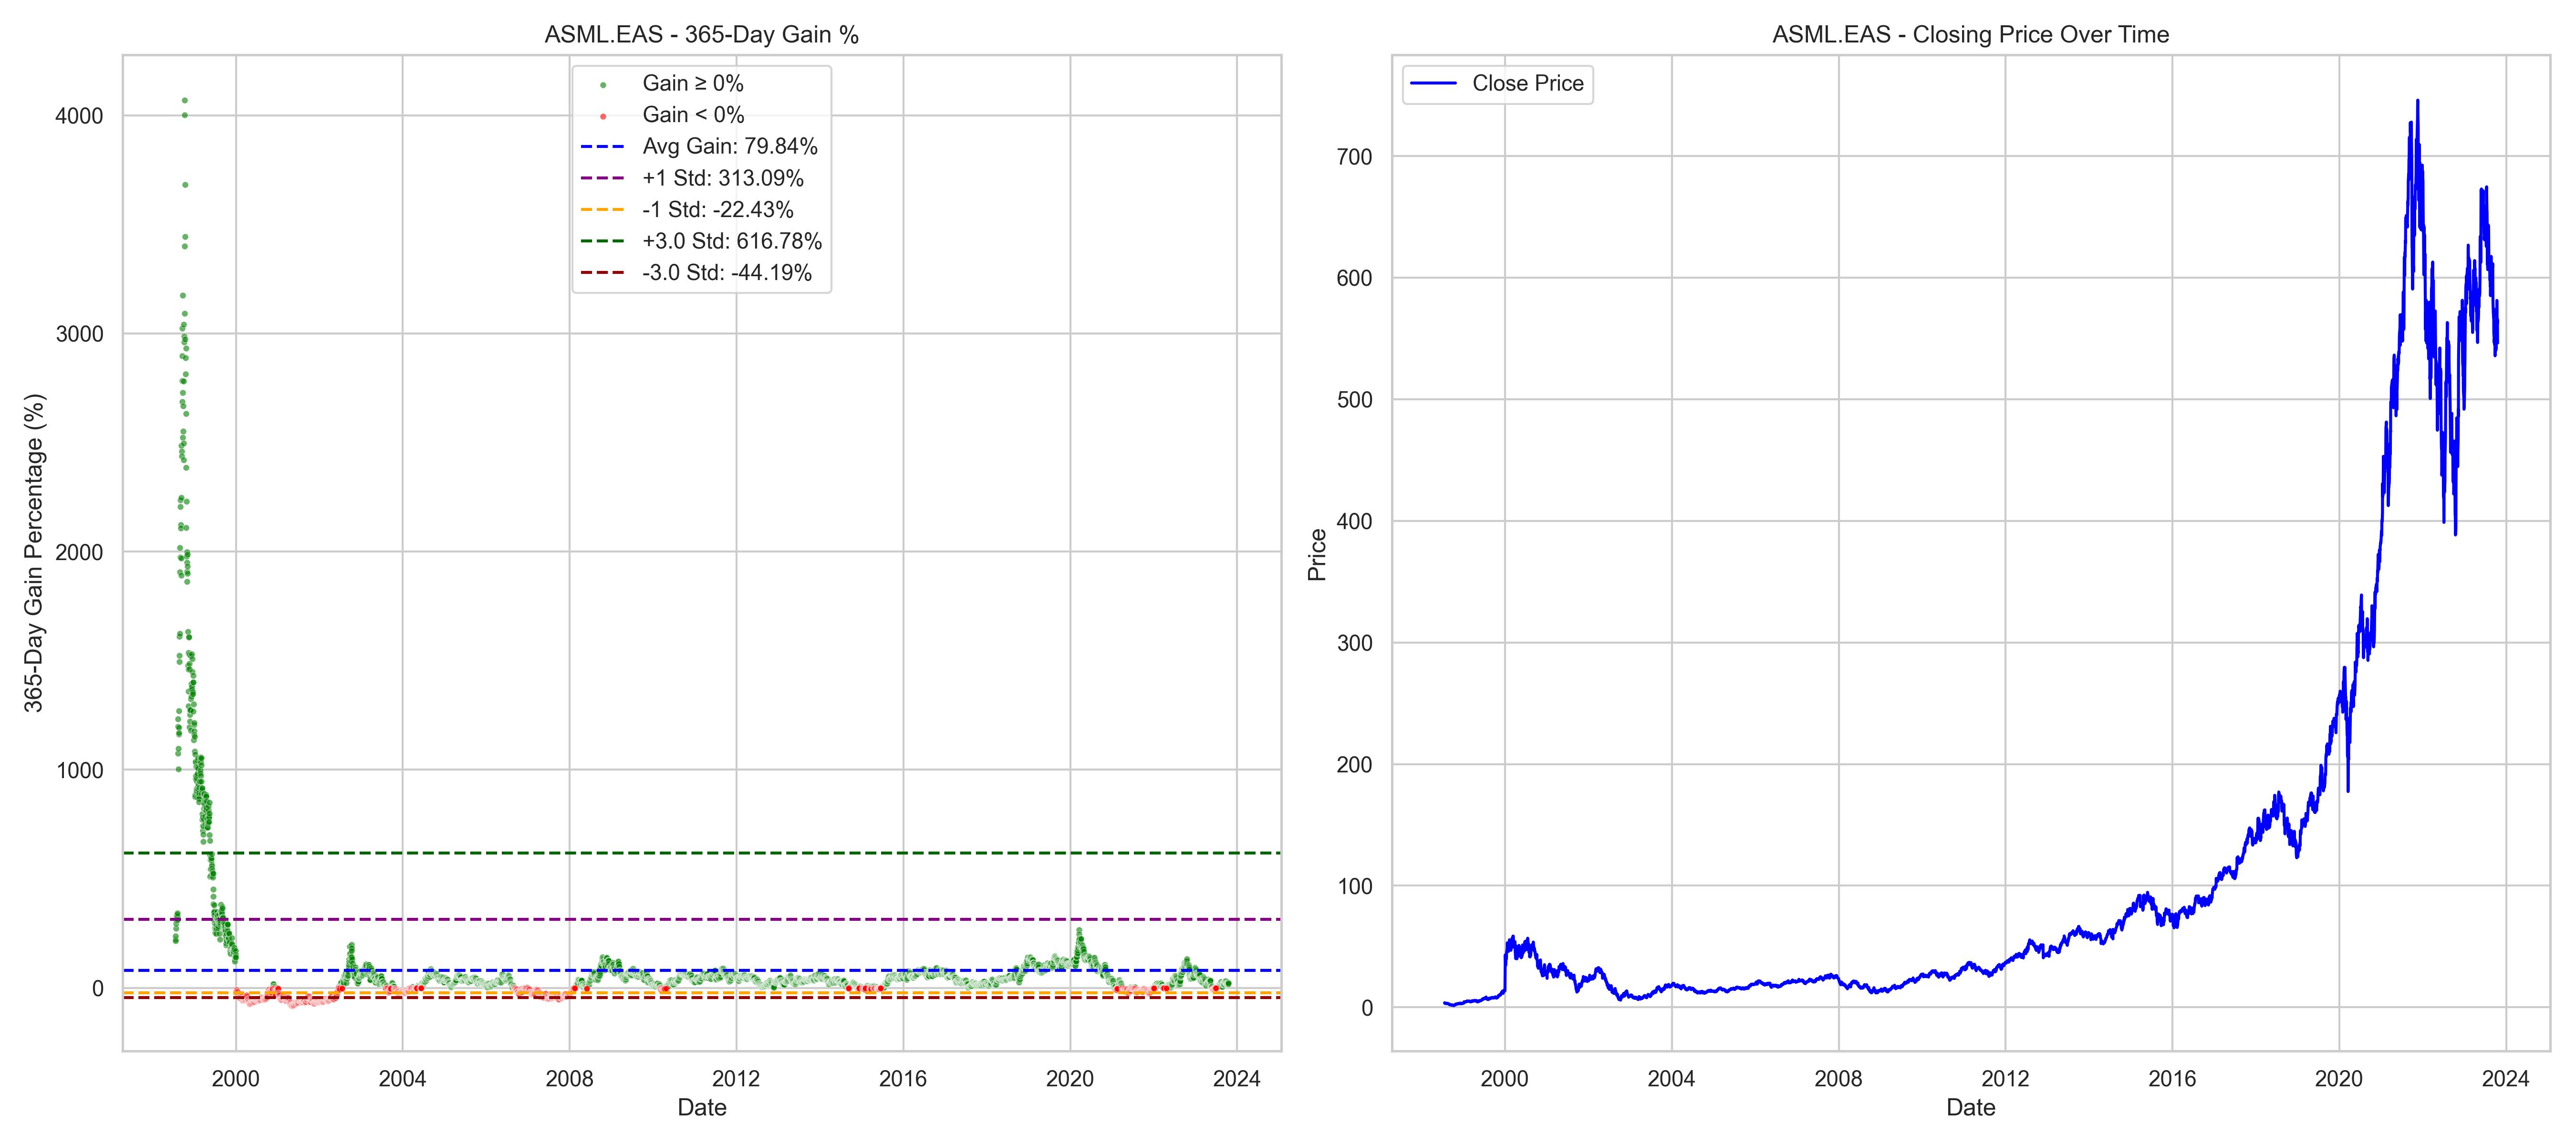 ASML.EAS - 365-Day Gain %
Gain ≥ 0%
Gain < 0%
Avg Gain: 79.84%
+1 Std: 313.09%
-1 Std: -22.43%
+3.0 Std: 616.78%
-3.0 Std: -44.19%
365-Day Gain Percentage (%)
4000
3000
2000
1000
0
2000 2004 2008 2012 2016 2020 2024
Date
ASML.EAS - Closing Price Over Time
Close Price
Price
700
600
500
400
300
200
100
0
2000 2004 2008 2012 2016 2020 2024
Date